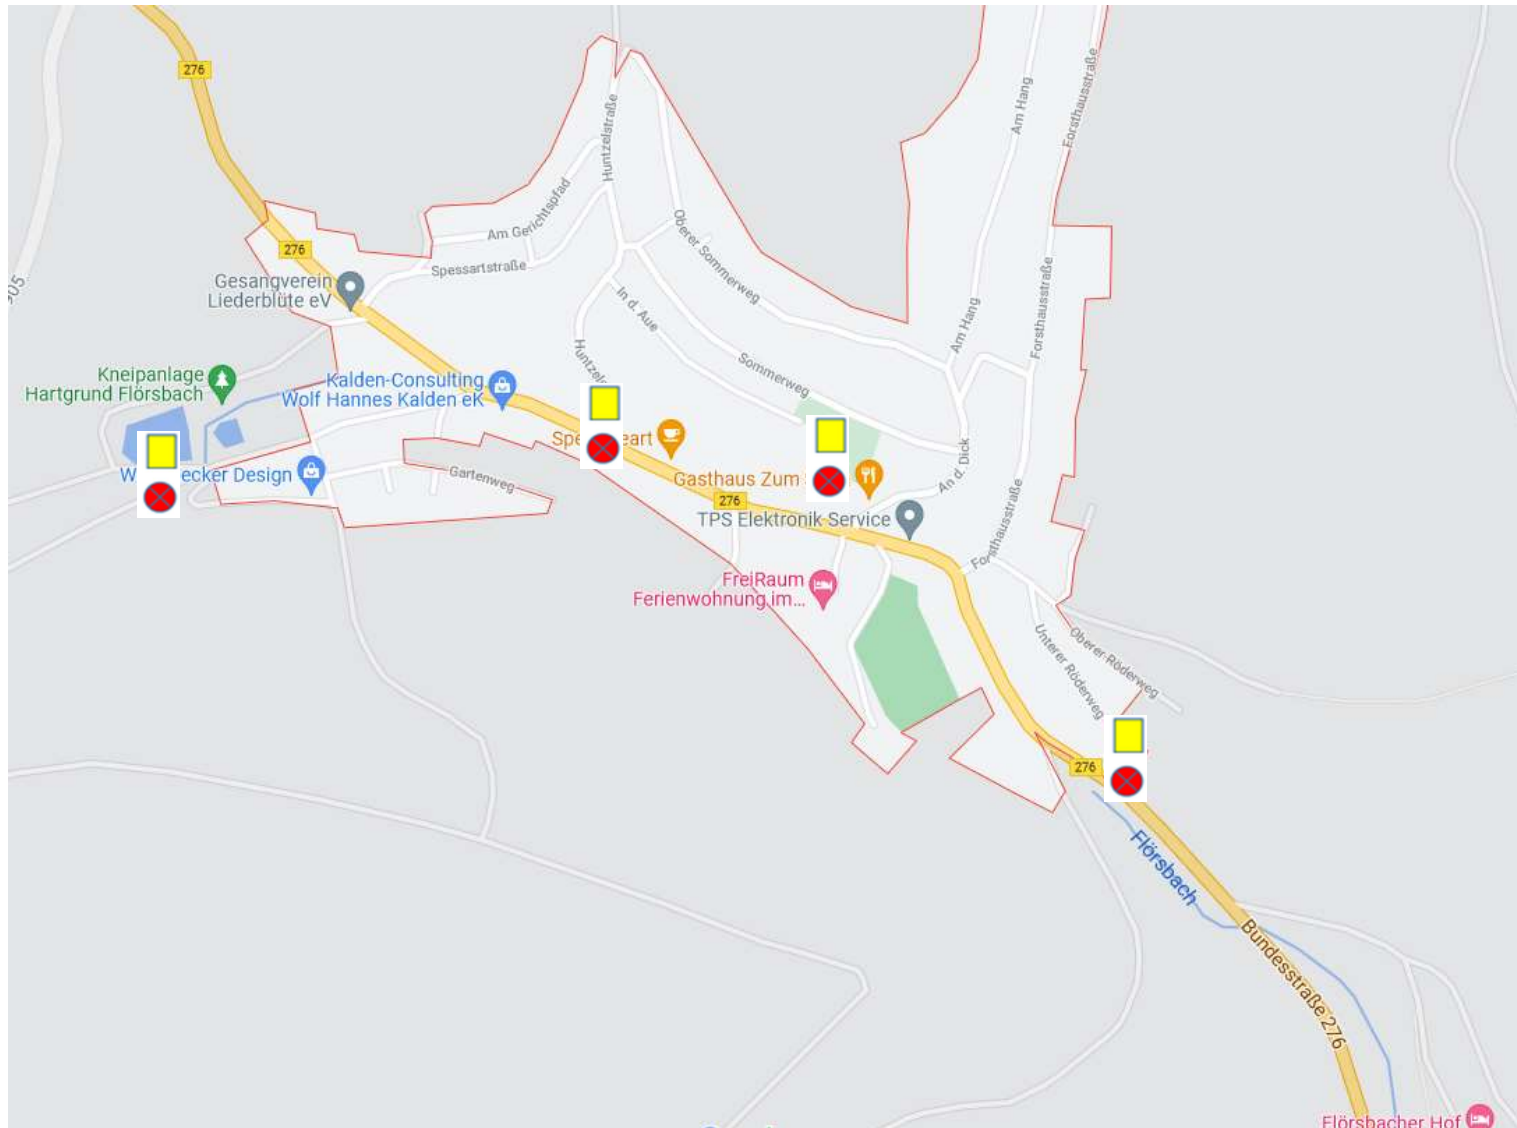 276
Am Hang
Forsthausstraße
Huntzelstraße
Am Gerichtspfad
Oberer Sommerweg
276
Spessartstraße
Gesangverein
Liederblüte eV
In d. Aue
Am Hang
Forsthausstraße
Sommerweg
Kneipanlage
Hartgrund Flörsbach
Kalden-Consulting
Wolf Hannes Kalden eK
Gartenweg
Design
Gasthaus Zum
An d. Dick
276
TPS Elektronik Service
Forsthausstraße
FreiRaum
Ferienwohnung im...
Unterer Röderweg
Oberer-Röderweg
276
Flörsbach
Bundesstraße 276
Flörsbacher Hof